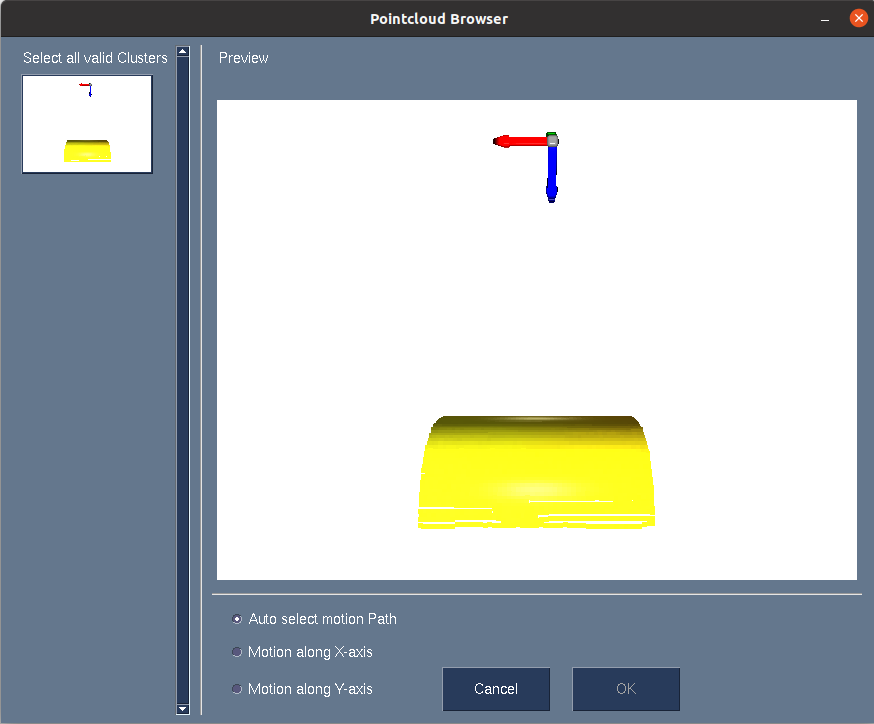 Pointcloud Browser
Select all valid Clusters
Preview
Auto select motion Path
Motion along X-axis
Motion along Y-axis
Cancel
OK